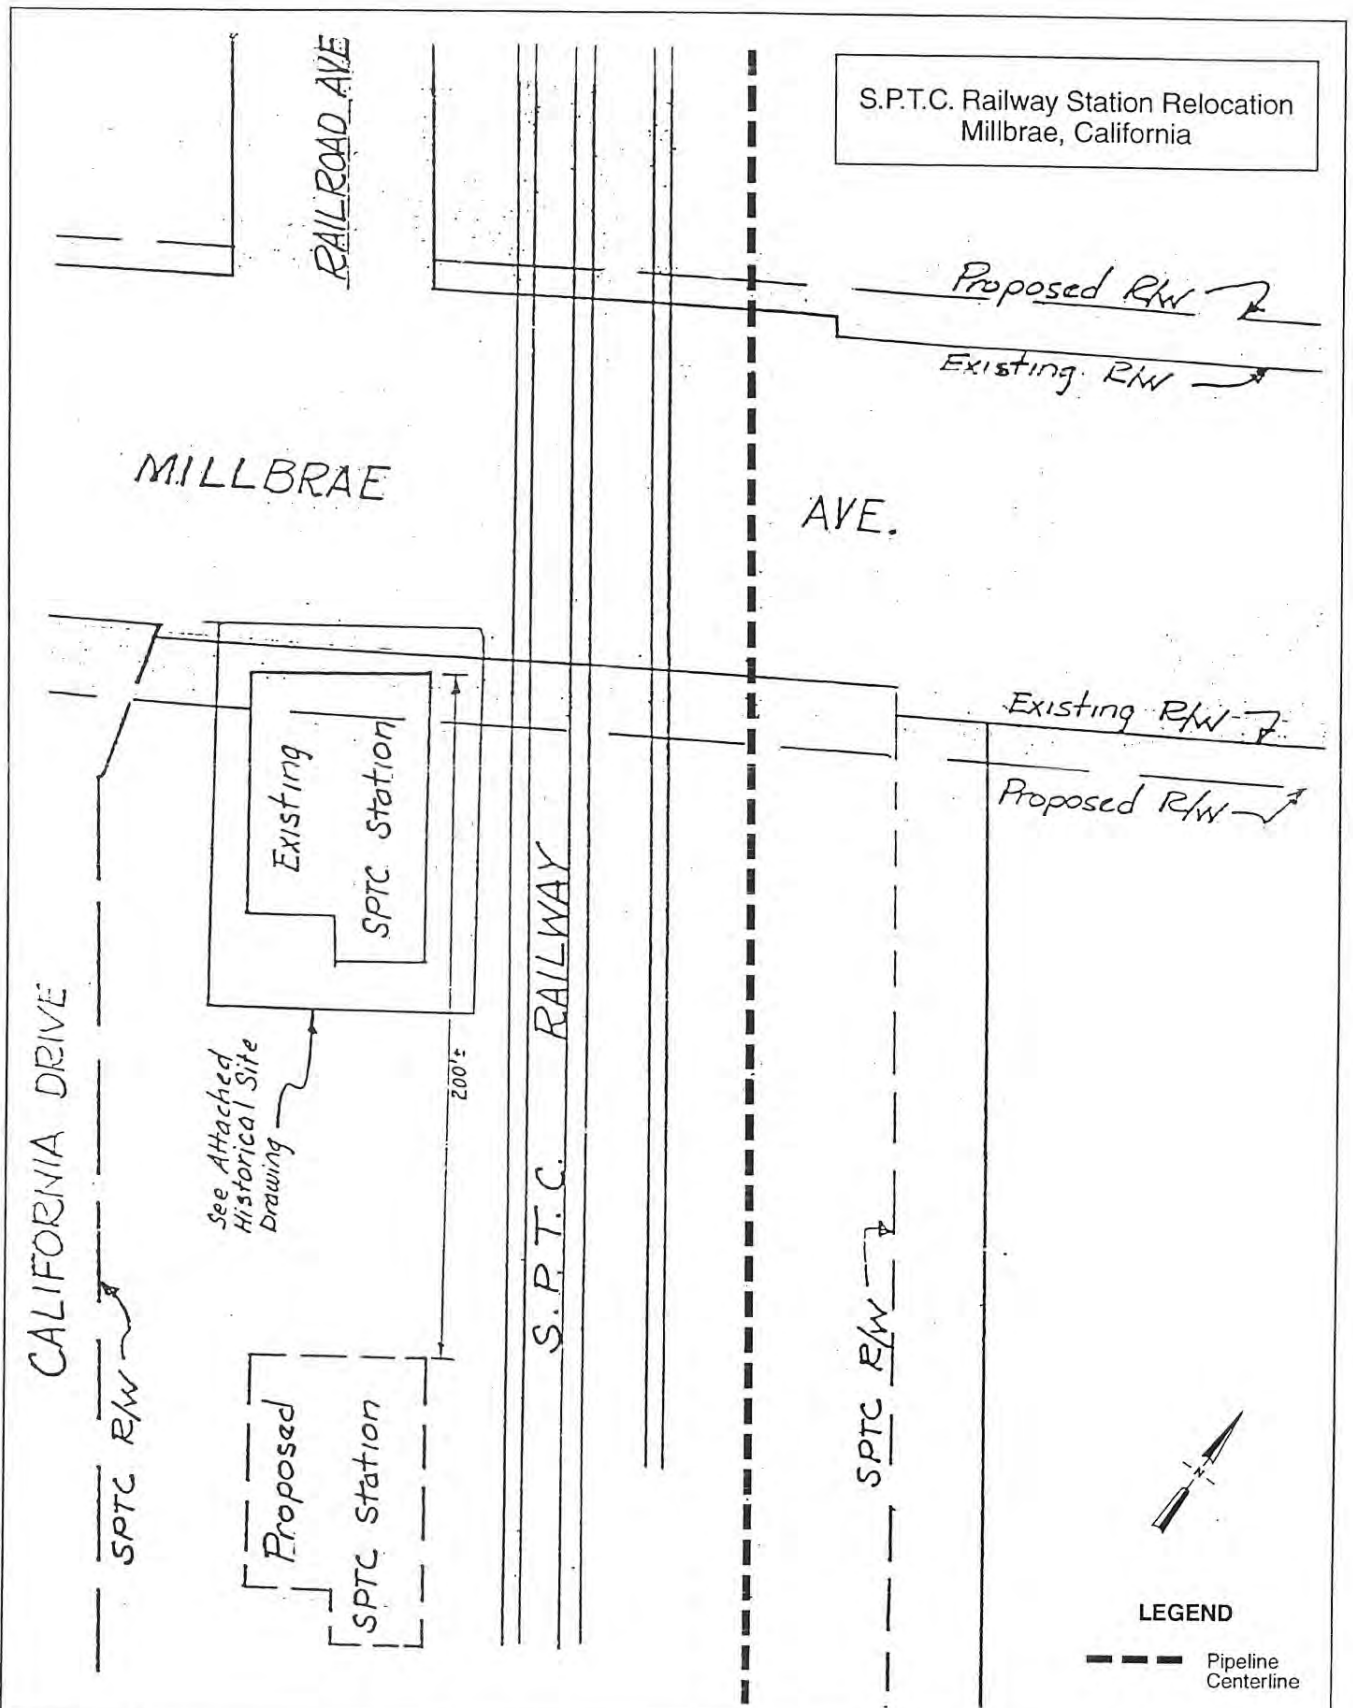 S.P.T.C. Railway Station Relocation
Millbrae, California
RAILROAD AVE
Proposed R/W
Existing R/W
MILLBRAE
AVE.
Existing R/W
Proposed R/W
Existing
SPTC Station
CALIFORNIA DRIVE
See Attached
Historical Site
Drawing
200'±
S.P.T.C. RAILWAY
SPTC R/W
SPTC R/W
Proposed
SPTC Station
N
LEGEND
Pipeline
Centerline